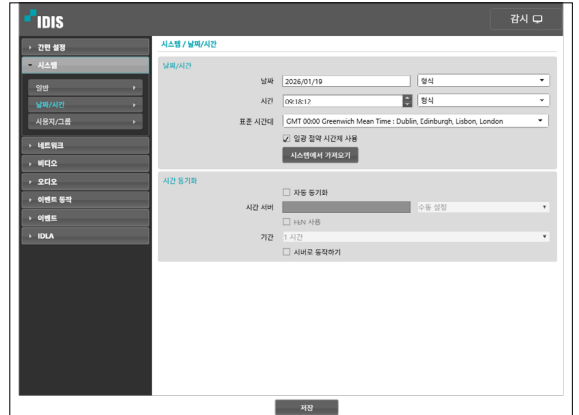 IDIS
감시
간편 설정
시스템
일반
날짜/시간
사용자/그룹
네트워크
비디오
오디오
이벤트 동작
이벤트
IDLA
시스템 / 날짜/시간
날짜/시간
날짜 2026/01/19 형식
시간 09:18:12 형식
표준 시간대 GMT 00:00 Greenwich Mean Time : Dublin, Edinburgh, Lisbon, London
일광 절약 시간제 사용
시스템에서 가져오기
시간 동기화
자동 동기화
시간 서버 수동 설정
FEN 사용
기간 1 시간
서버로 동작하기
저장